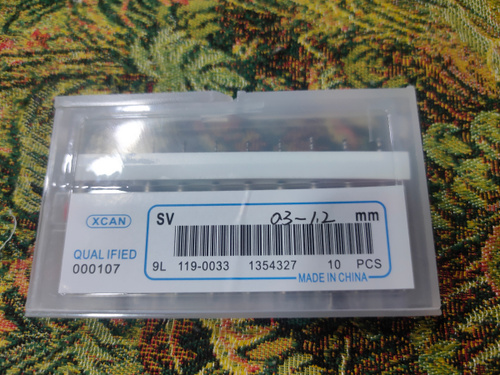 XCAN
QUALIFIED
000107
SV 03-1.2 mm
9L 119-0033 1354327 10 PCS
MADE IN CHINA